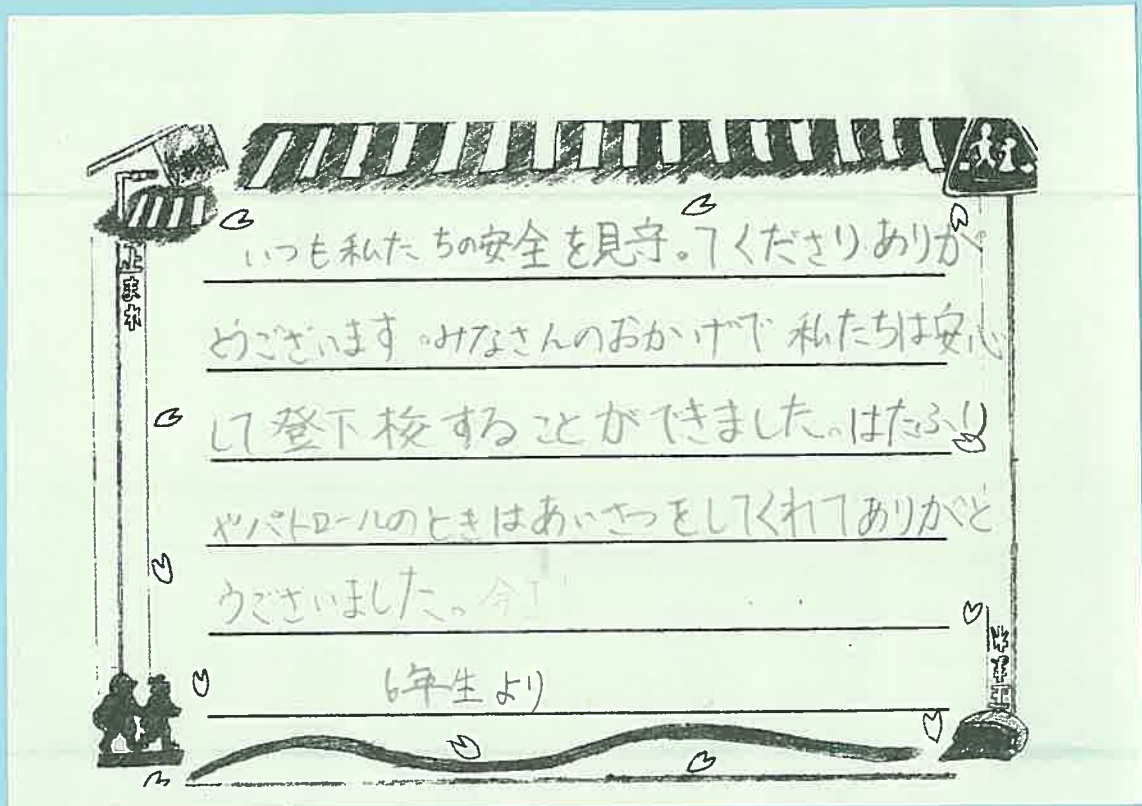 止まれ
いつも私たちの安全を見守ってくださり、ありが
とうございます。みなさんのおかげで私たちは安心
して登下校することができました。はたふり
やパトロールのときはあいさつをしてくれてありがと
うございました。
6年生より